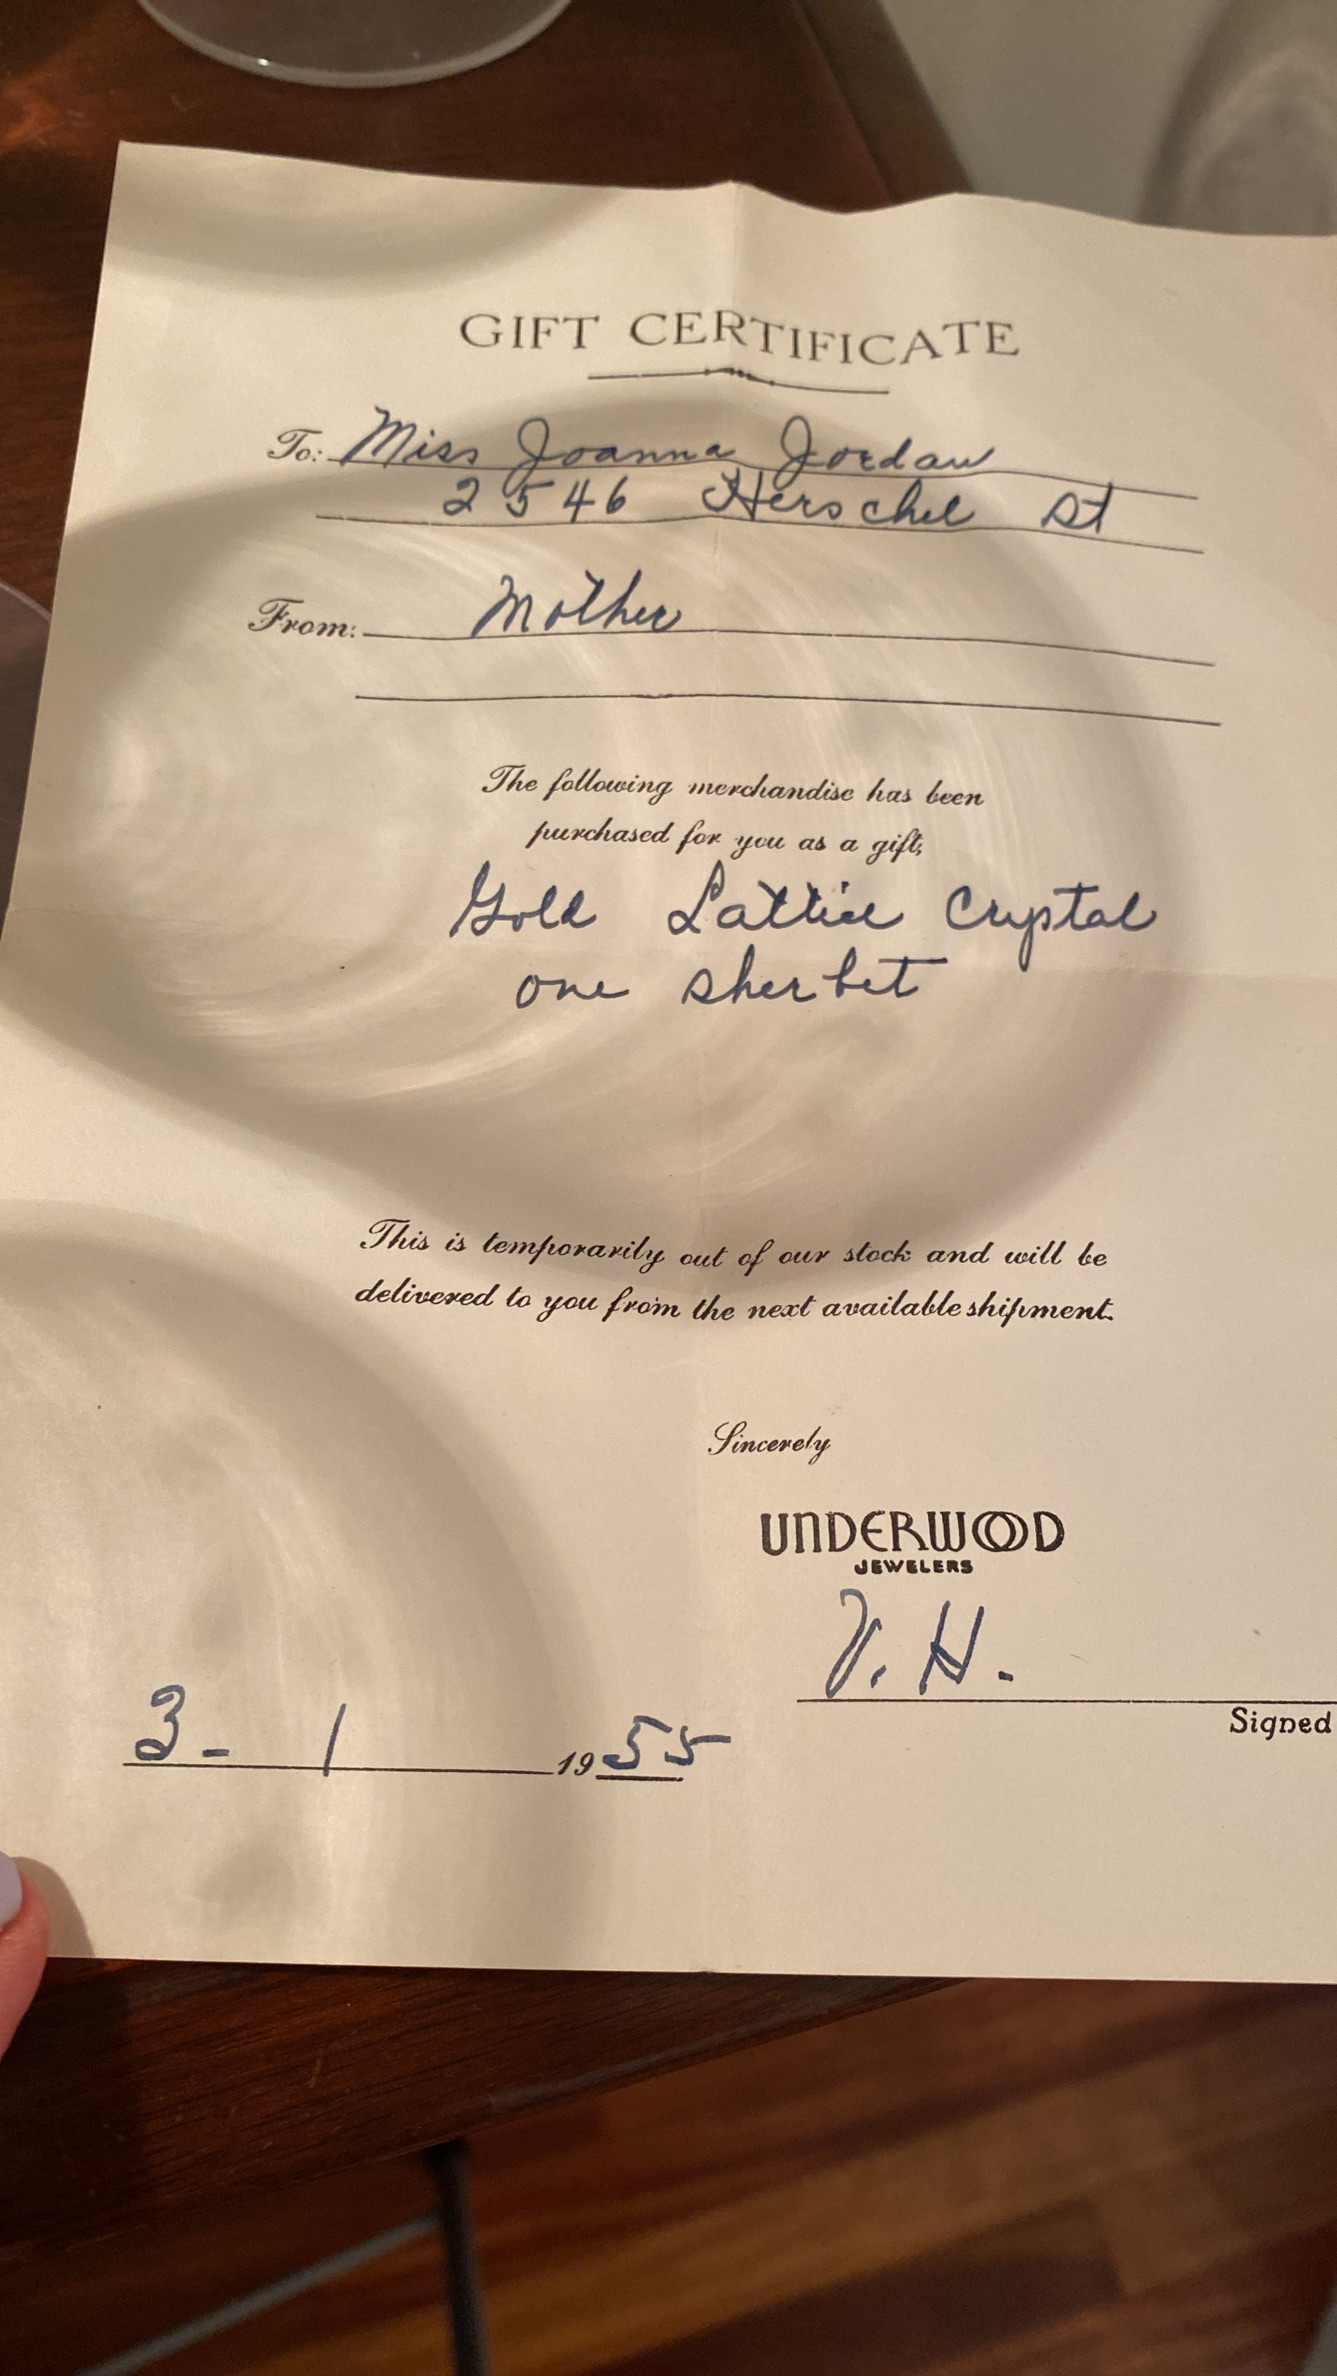 GIFT CERTIFICATE
To: Miss Joanna Jordan
2546 Herschel St
From: Mother
The following merchandise has been
purchased for you as a gift;
Gold Lattice Crystal
one sherbet
This is temporarily out of our stock and will be
delivered to you from the next available shipment.
Sincerely
UNDERWOOD
JEWELERS
V. H.
Signed
3- 1 1955